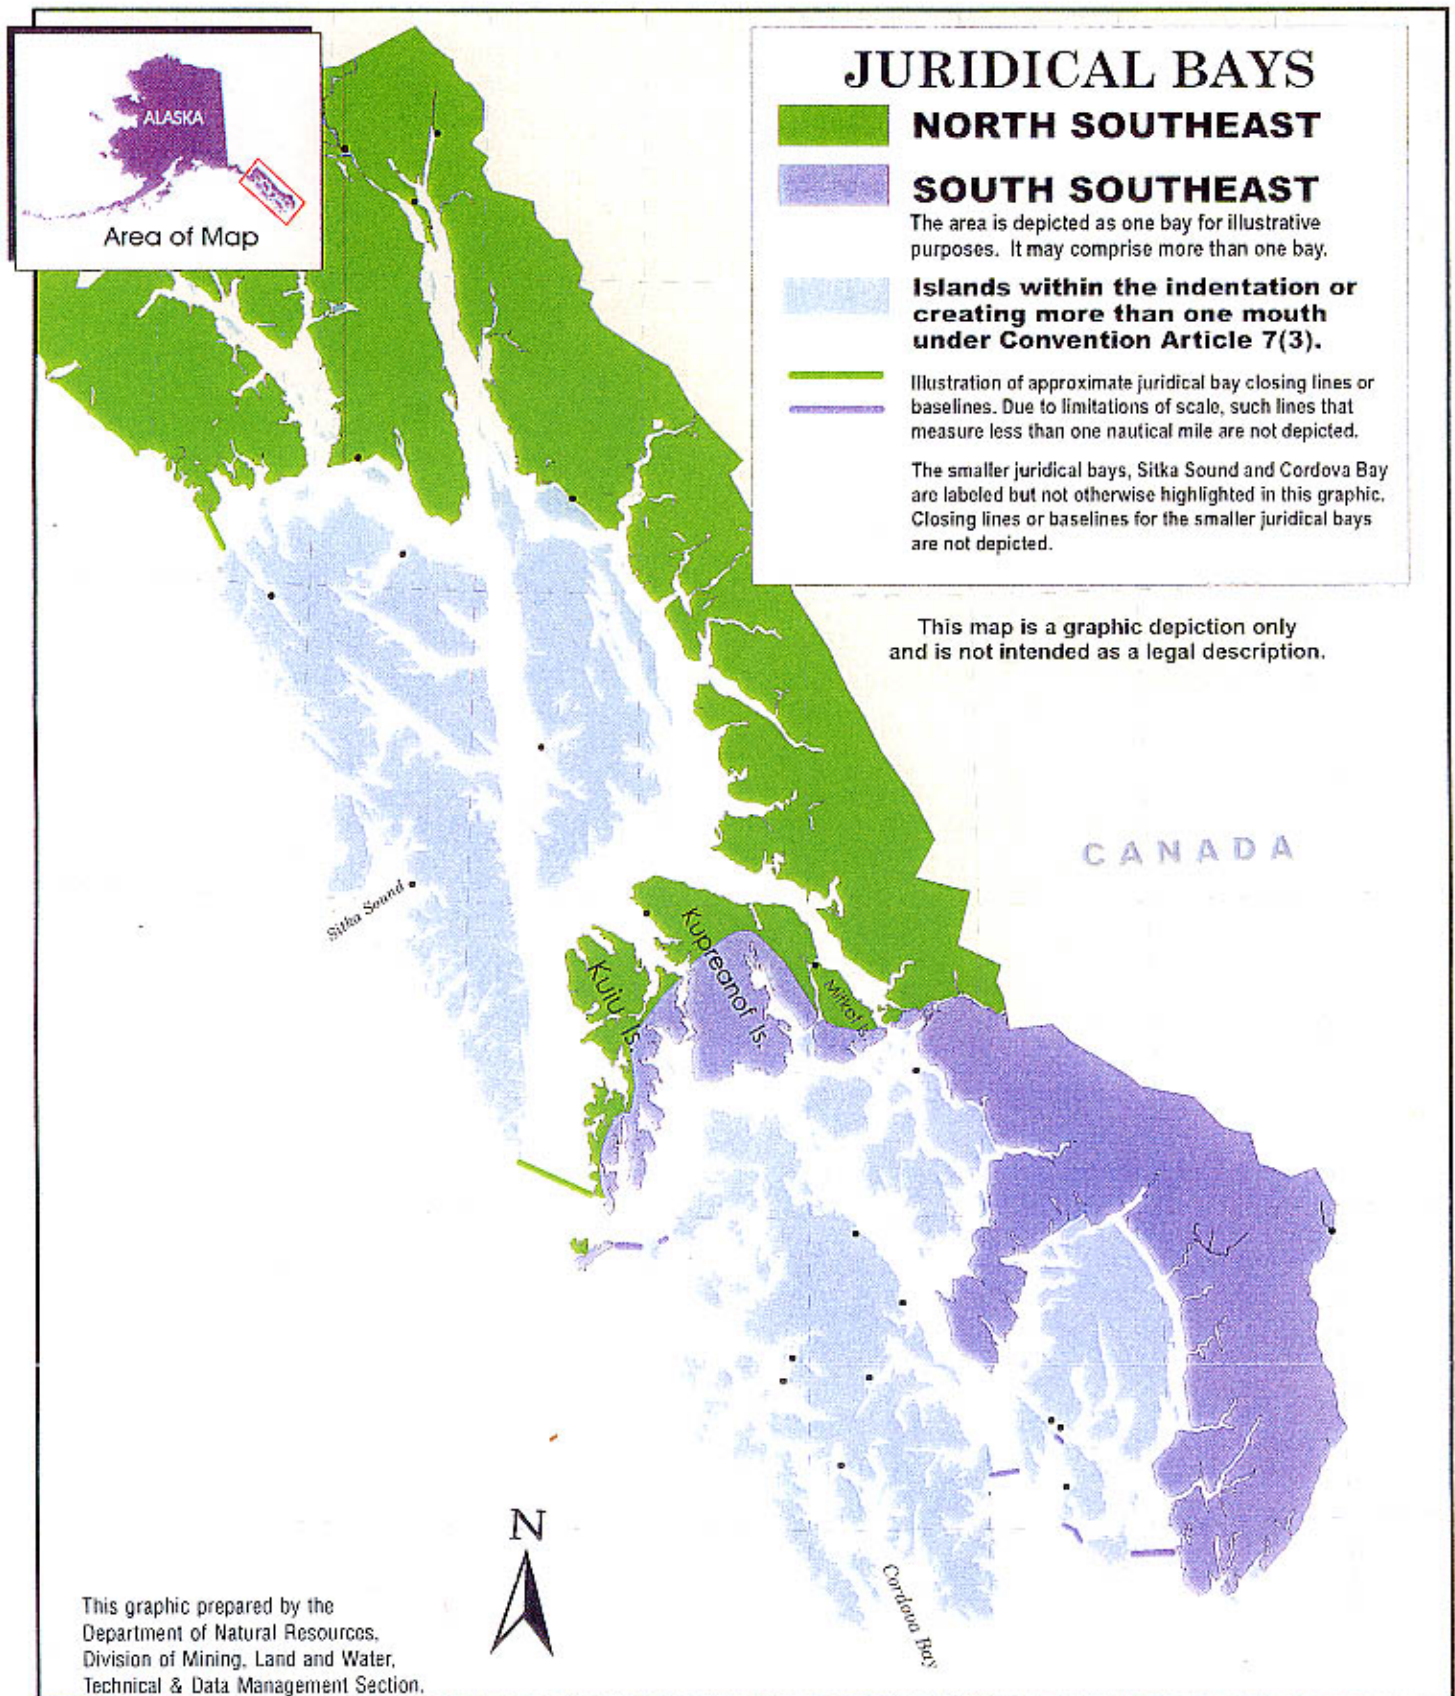 ALASKA
Area of Map
JURIDICAL BAYS
NORTH SOUTHEAST
SOUTH SOUTHEAST
The area is depicted as one bay for illustrative
purposes. It may comprise more than one bay.
Islands within the indentation or
creating more than one mouth
under Convention Article 7(3).
Illustration of approximate juridical bay closing lines or
baselines. Due to limitations of scale, such lines that
measure less than one nautical mile are not depicted.
The smaller juridical bays, Sitka Sound and Cordova Bay
are labeled but not otherwise highlighted in this graphic.
Closing lines or baselines for the smaller juridical bays
are not depicted.
This map is a graphic depiction only
and is not intended as a legal description.
CANADA
Sitka Sound
Kupreanof Is.
Kuiu Is.
Mitkof Is.
N
Cordova Bay
This graphic prepared by the
Department of Natural Resources,
Division of Mining, Land and Water,
Technical & Data Management Section.